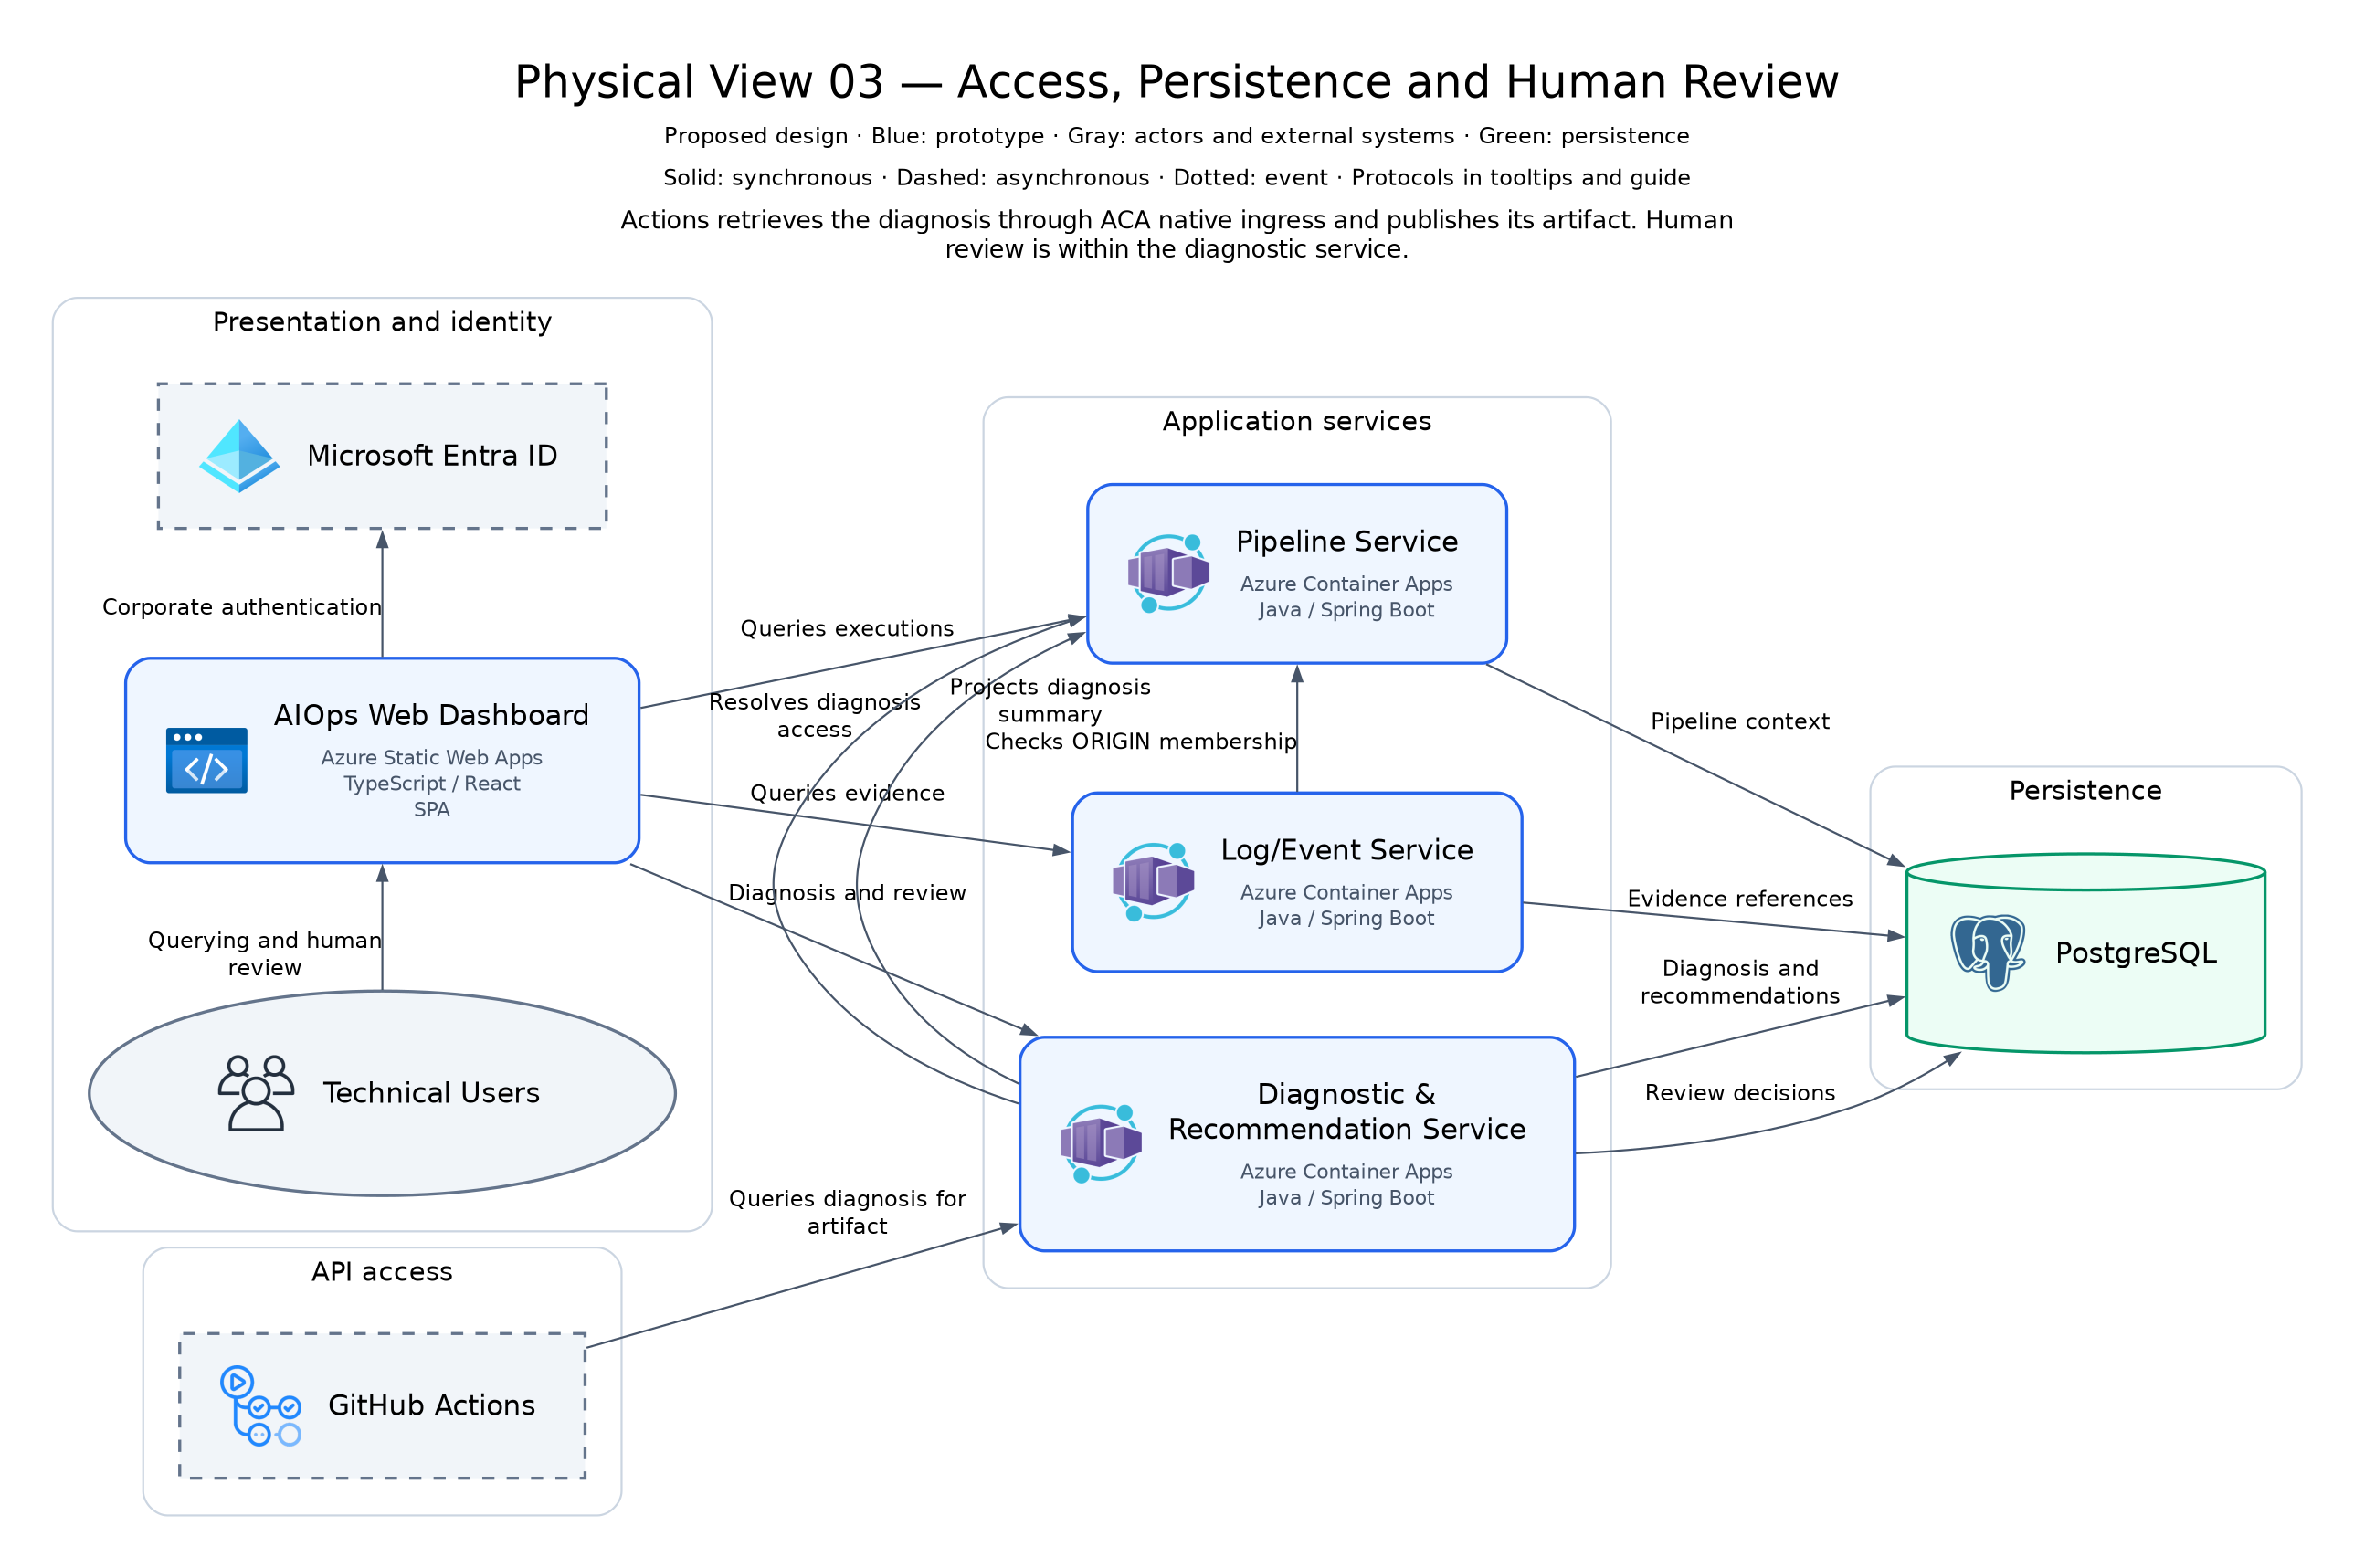 Physical View 03 — Access, Persistence and Human Review
Proposed design · Blue: prototype · Gray: actors and external systems · Green: persistence
Solid: synchronous · Dashed: asynchronous · Dotted: event · Protocols in tooltips and guide
Actions retrieves the diagnosis through ACA native ingress and publishes its artifact. Human
review is within the diagnostic service.
Presentation and identity
Microsoft Entra ID
Corporate authentication
AIOps Web Dashboard
Azure Static Web Apps
TypeScript / React
SPA
Querying and human
review
Technical Users
API access
GitHub Actions
Queries executions
Resolves diagnosis
access
Projects diagnosis
summary
Checks ORIGIN membership
Queries evidence
Diagnosis and review
Queries diagnosis for
artifact
Application services
Pipeline Service
Azure Container Apps
Java / Spring Boot
Log/Event Service
Azure Container Apps
Java / Spring Boot
Diagnostic &
Recommendation Service
Azure Container Apps
Java / Spring Boot
Pipeline context
Evidence references
Diagnosis and
recommendations
Review decisions
Persistence
PostgreSQL